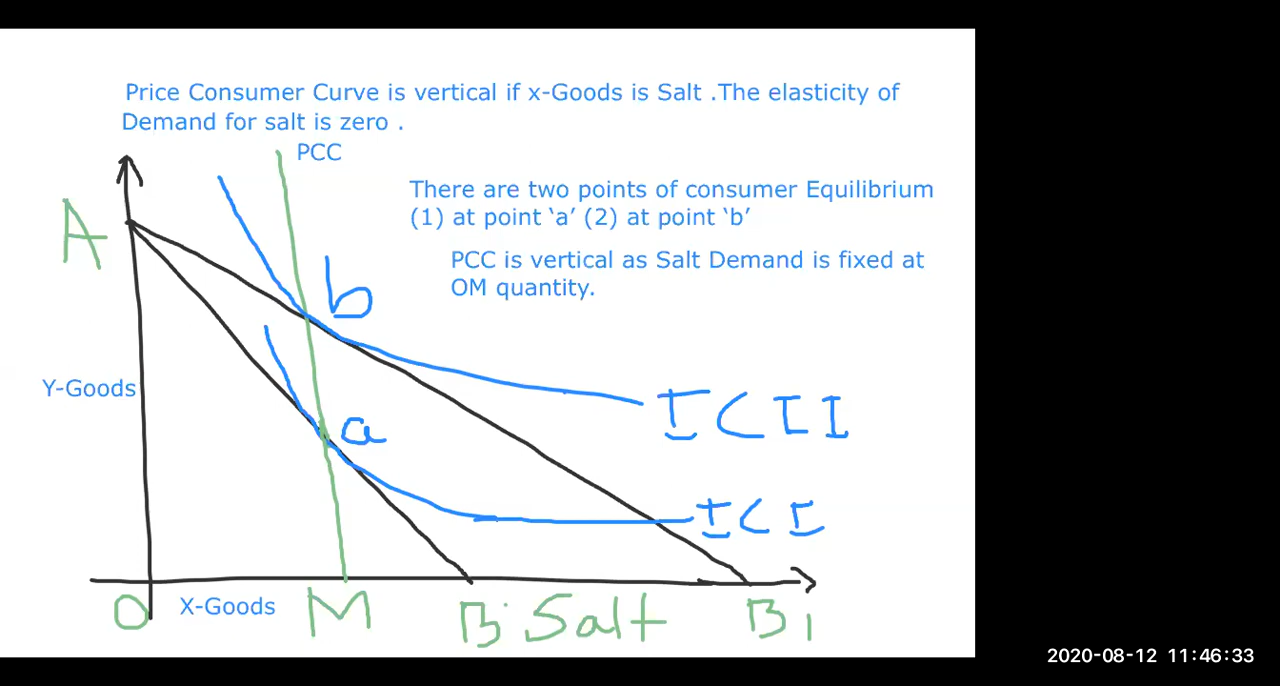 Price Consumer Curve is vertical if x-Goods is Salt .The elasticity of
Demand for salt is zero .
PCC
There are two points of consumer Equilibrium
(1) at point ‘a’ (2) at point ‘b’
A
PCC is vertical as Salt Demand is fixed at
OM quantity.
b
Y-Goods
I C I I
a
I C I
O
X-Goods
M
B
Salt
B1
2020-08-12 11:46:33